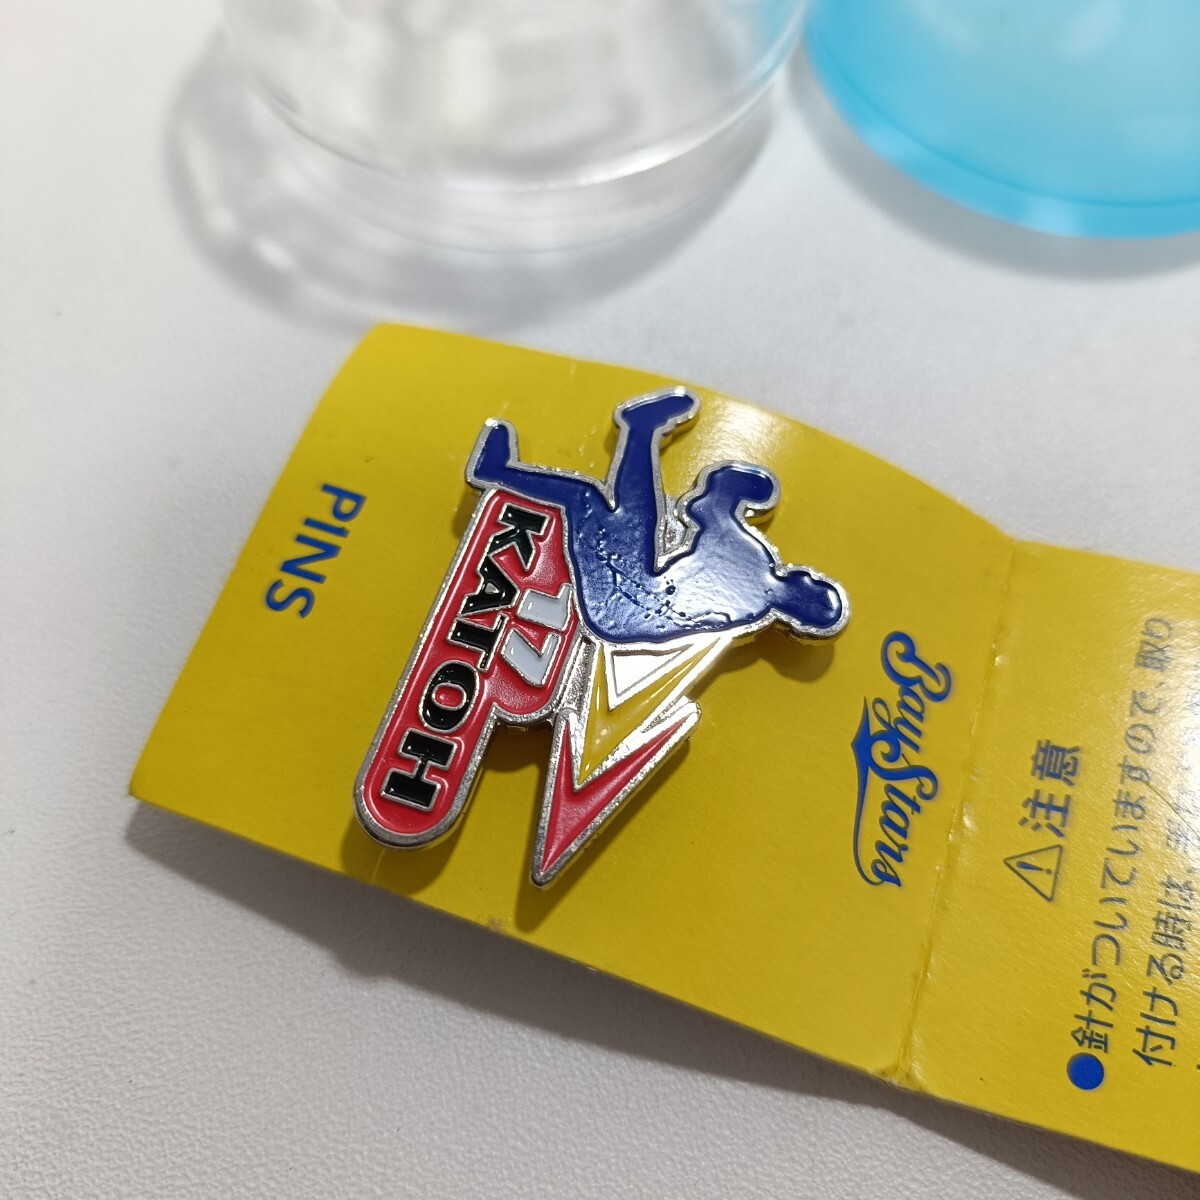 PINS
17
KATOH
BayStars
⚠注意
●針がついていますので、取り
付ける時は、